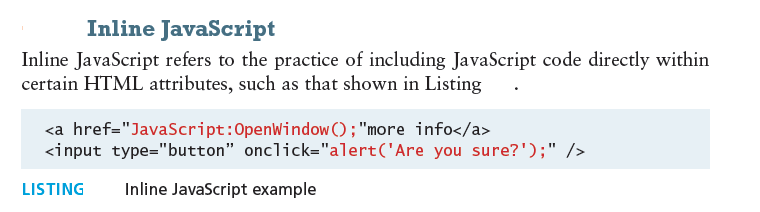 Inline JavaScript
Inline JavaScript refers to the practice of including JavaScript code directly within
certain HTML attributes, such as that shown in Listing .
<a href="JavaScript:OpenWindow();"more info</a>
<input type="button” onclick="alert('Are you sure?');" />
LISTING Inline JavaScript example